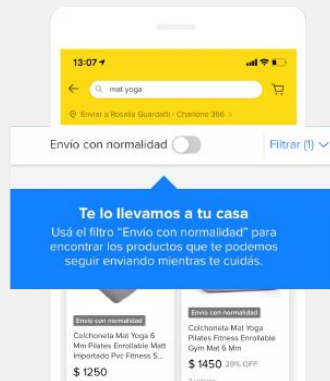 13:07
mat yoga
Enviar a Rosalia Guardatti - Charlone 366 >
Envío con normalidad
Filtrar (1)
Te lo llevamos a tu casa
Usá el filtro “Envío con normalidad” para
encontrar los productos que te podemos
seguir enviando mientras te cuidás.
Envío con normalidad
Colchoneta Mat Yoga 6
Mm Pilates Enrollable Matt
Importado Pvc Fitness S...
$ 1250
Envío con normalidad
Colchoneta Mat Yoga
Pilates Fitness Enrollable
Gym Mat 6 Mm
$ 1450 29% OFF